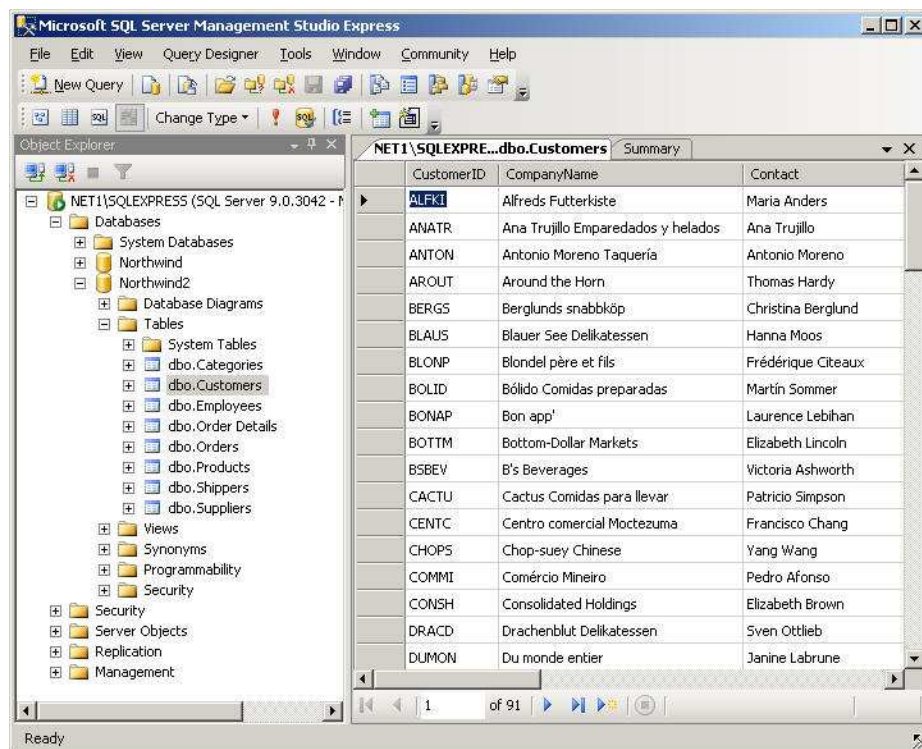 Microsoft SQL Server Management Studio Express
File Edit View Query Designer Tools Window Community Help
New Query
Change Type
Object Explorer
NET1\SQLEXPRESS (SQL Server 9.0.3042 -
Databases
System Databases
Northwind
Northwind2
Database Diagrams
Tables
System Tables
dbo.Categories
dbo.Customers
dbo.Employees
dbo.Order Details
dbo.Orders
dbo.Products
dbo.Shippers
dbo.Suppliers
Views
Synonyms
Programmability
Security
Security
Server Objects
Replication
Management
NET1\SQLEXPRE...dbo.Customers Summary
CustomerID CompanyName Contact
ALFKI Alfreds Futterkiste Maria Anders
ANATR Ana Trujillo Emparedados y helados Ana Trujillo
ANTON Antonio Moreno Taquería Antonio Moreno
AROUT Around the Horn Thomas Hardy
BERGS Berglunds snabbköp Christina Berglund
BLAUS Blauer See Delikatessen Hanna Moos
BLONP Blondel père et fils Frédérique Citeaux
BOLID Bólido Comidas preparadas Martín Sommer
BONAP Bon app' Laurence Lebihan
BOTTM Bottom-Dollar Markets Elizabeth Lincoln
BSBEV B's Beverages Victoria Ashworth
CACTU Cactus Comidas para llevar Patricio Simpson
CENTC Centro comercial Moctezuma Francisco Chang
CHOPS Chop-suey Chinese Yang Wang
COMMI Comércio Mineiro Pedro Afonso
CONSH Consolidated Holdings Elizabeth Brown
DRACD Drachenblut Delikatessen Sven Ottlieb
DUMON Du monde entier Janine Labrune
1 of 91
Ready